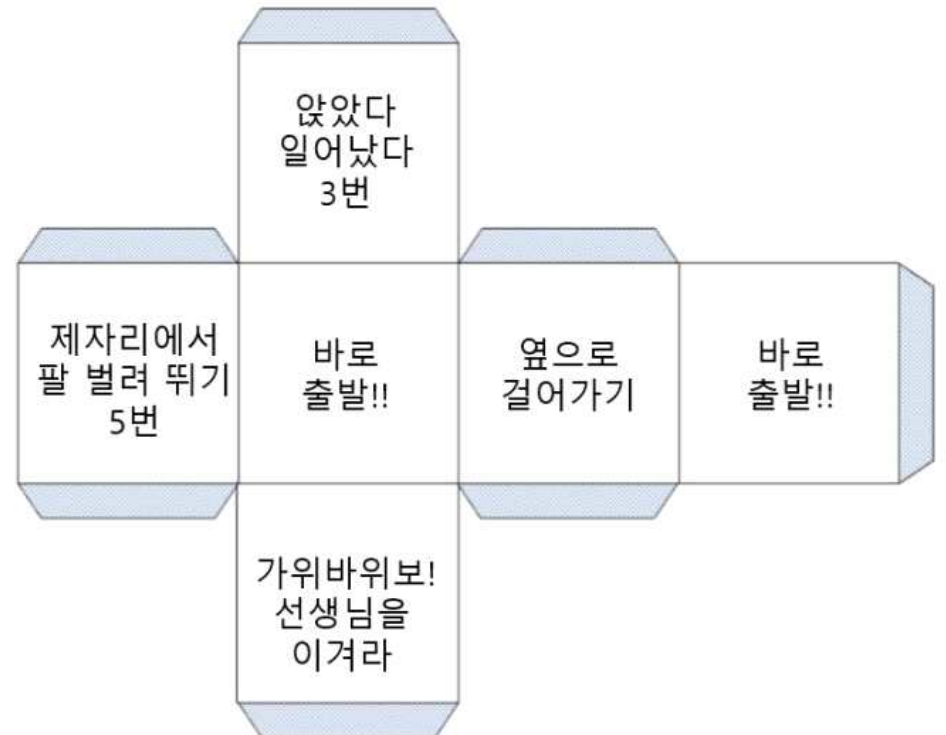 앉았다
일어났다
3번
제자리에서
팔 벌려 뛰기
5번
바로
출발!!
옆으로
걸어가기
바로
출발!!
가위바위보!
선생님을
이겨라